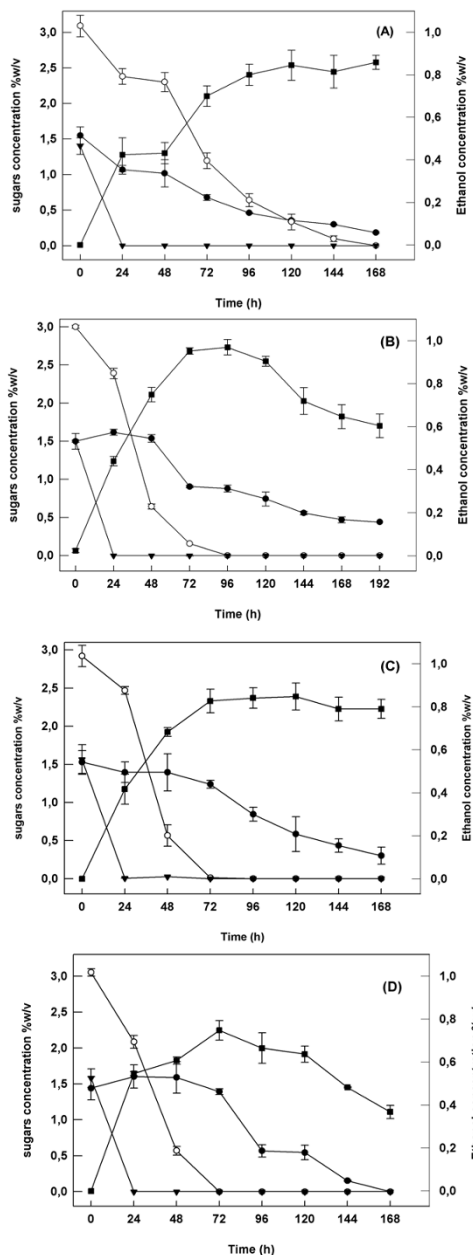 (A)
sugars concentration %w/v
3,0
2,5
2,0
1,5
1,0
0,5
0,0
1,0
0,8
0,6
0,4
0,2
0,0
Ethanol concentration %w/v
0 24 48 72 96 120 144 168
Time (h)
(B)
sugars concentration %w/v
3,0
2,5
2,0
1,5
1,0
0,5
0,0
1,0
0,8
0,6
0,4
0,2
0,0
Ethanol concentration %w/v
0 24 48 72 96 120 144 168 192
Time (h)
(C)
sugars concentration %w/v
3,0
2,5
2,0
1,5
1,0
0,5
0,0
1,0
0,8
0,6
0,4
0,2
0,0
Ethanol concentration %w/v
0 24 48 72 96 120 144 168
Time (h)
(D)
sugars concentration %w/v
3,0
2,5
2,0
1,5
1,0
0,5
0,0
1,0
0,8
0,6
0,4
0,2
0,0
0 24 48 72 96 120 144 168
Time (h)